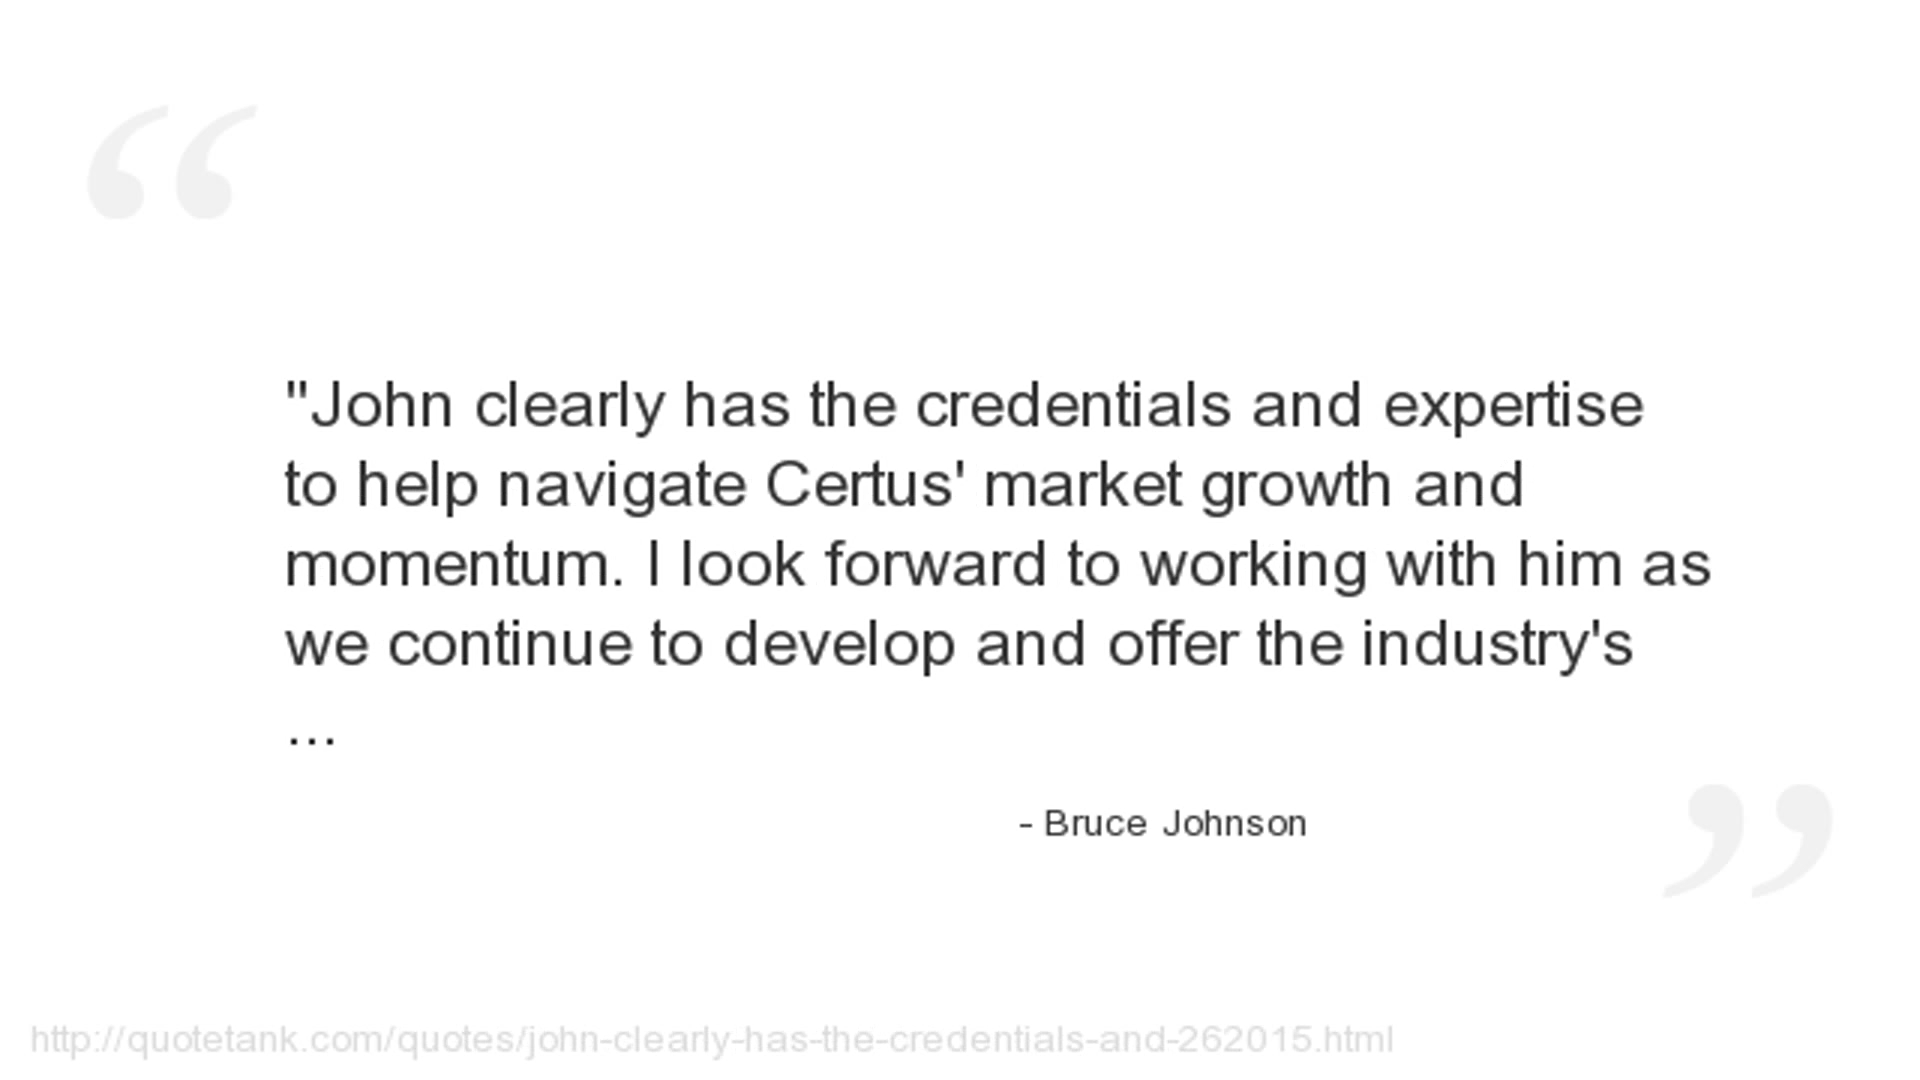 "John clearly has the credentials and expertise
to help navigate Certus' market growth and
momentum. I look forward to working with him as
we continue to develop and offer the industry's
...
- Bruce Johnson
http://quotetank.com/quotes/john-clearly-has-the-credentials-and-262015.html